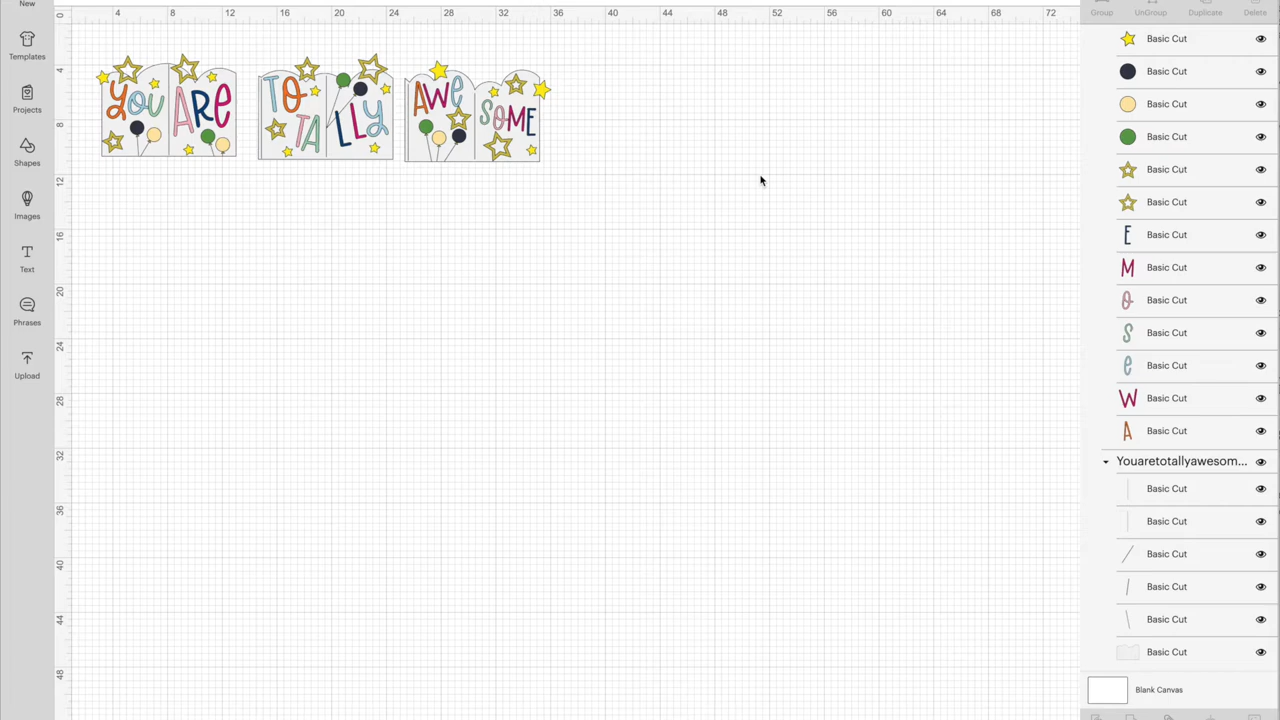 New
Group UnGroup Duplicate Delete
0 4 8 12 16 20 24 28 32 36 40 44 48 52 56 60 64 68 72
Templates
Projects
Shapes
Images
Text
Phrases
Upload
0
4
8
12
16
20
24
28
32
36
40
44
48
You ARE
TO
TA
LLy
AWe
SOME
Basic Cut
Basic Cut
Basic Cut
Basic Cut
Basic Cut
Basic Cut
E Basic Cut
M Basic Cut
O Basic Cut
S Basic Cut
e Basic Cut
W Basic Cut
A Basic Cut
Youaretotallyawesom...
Basic Cut
Basic Cut
Basic Cut
Basic Cut
Basic Cut
Basic Cut
Blank Canvas